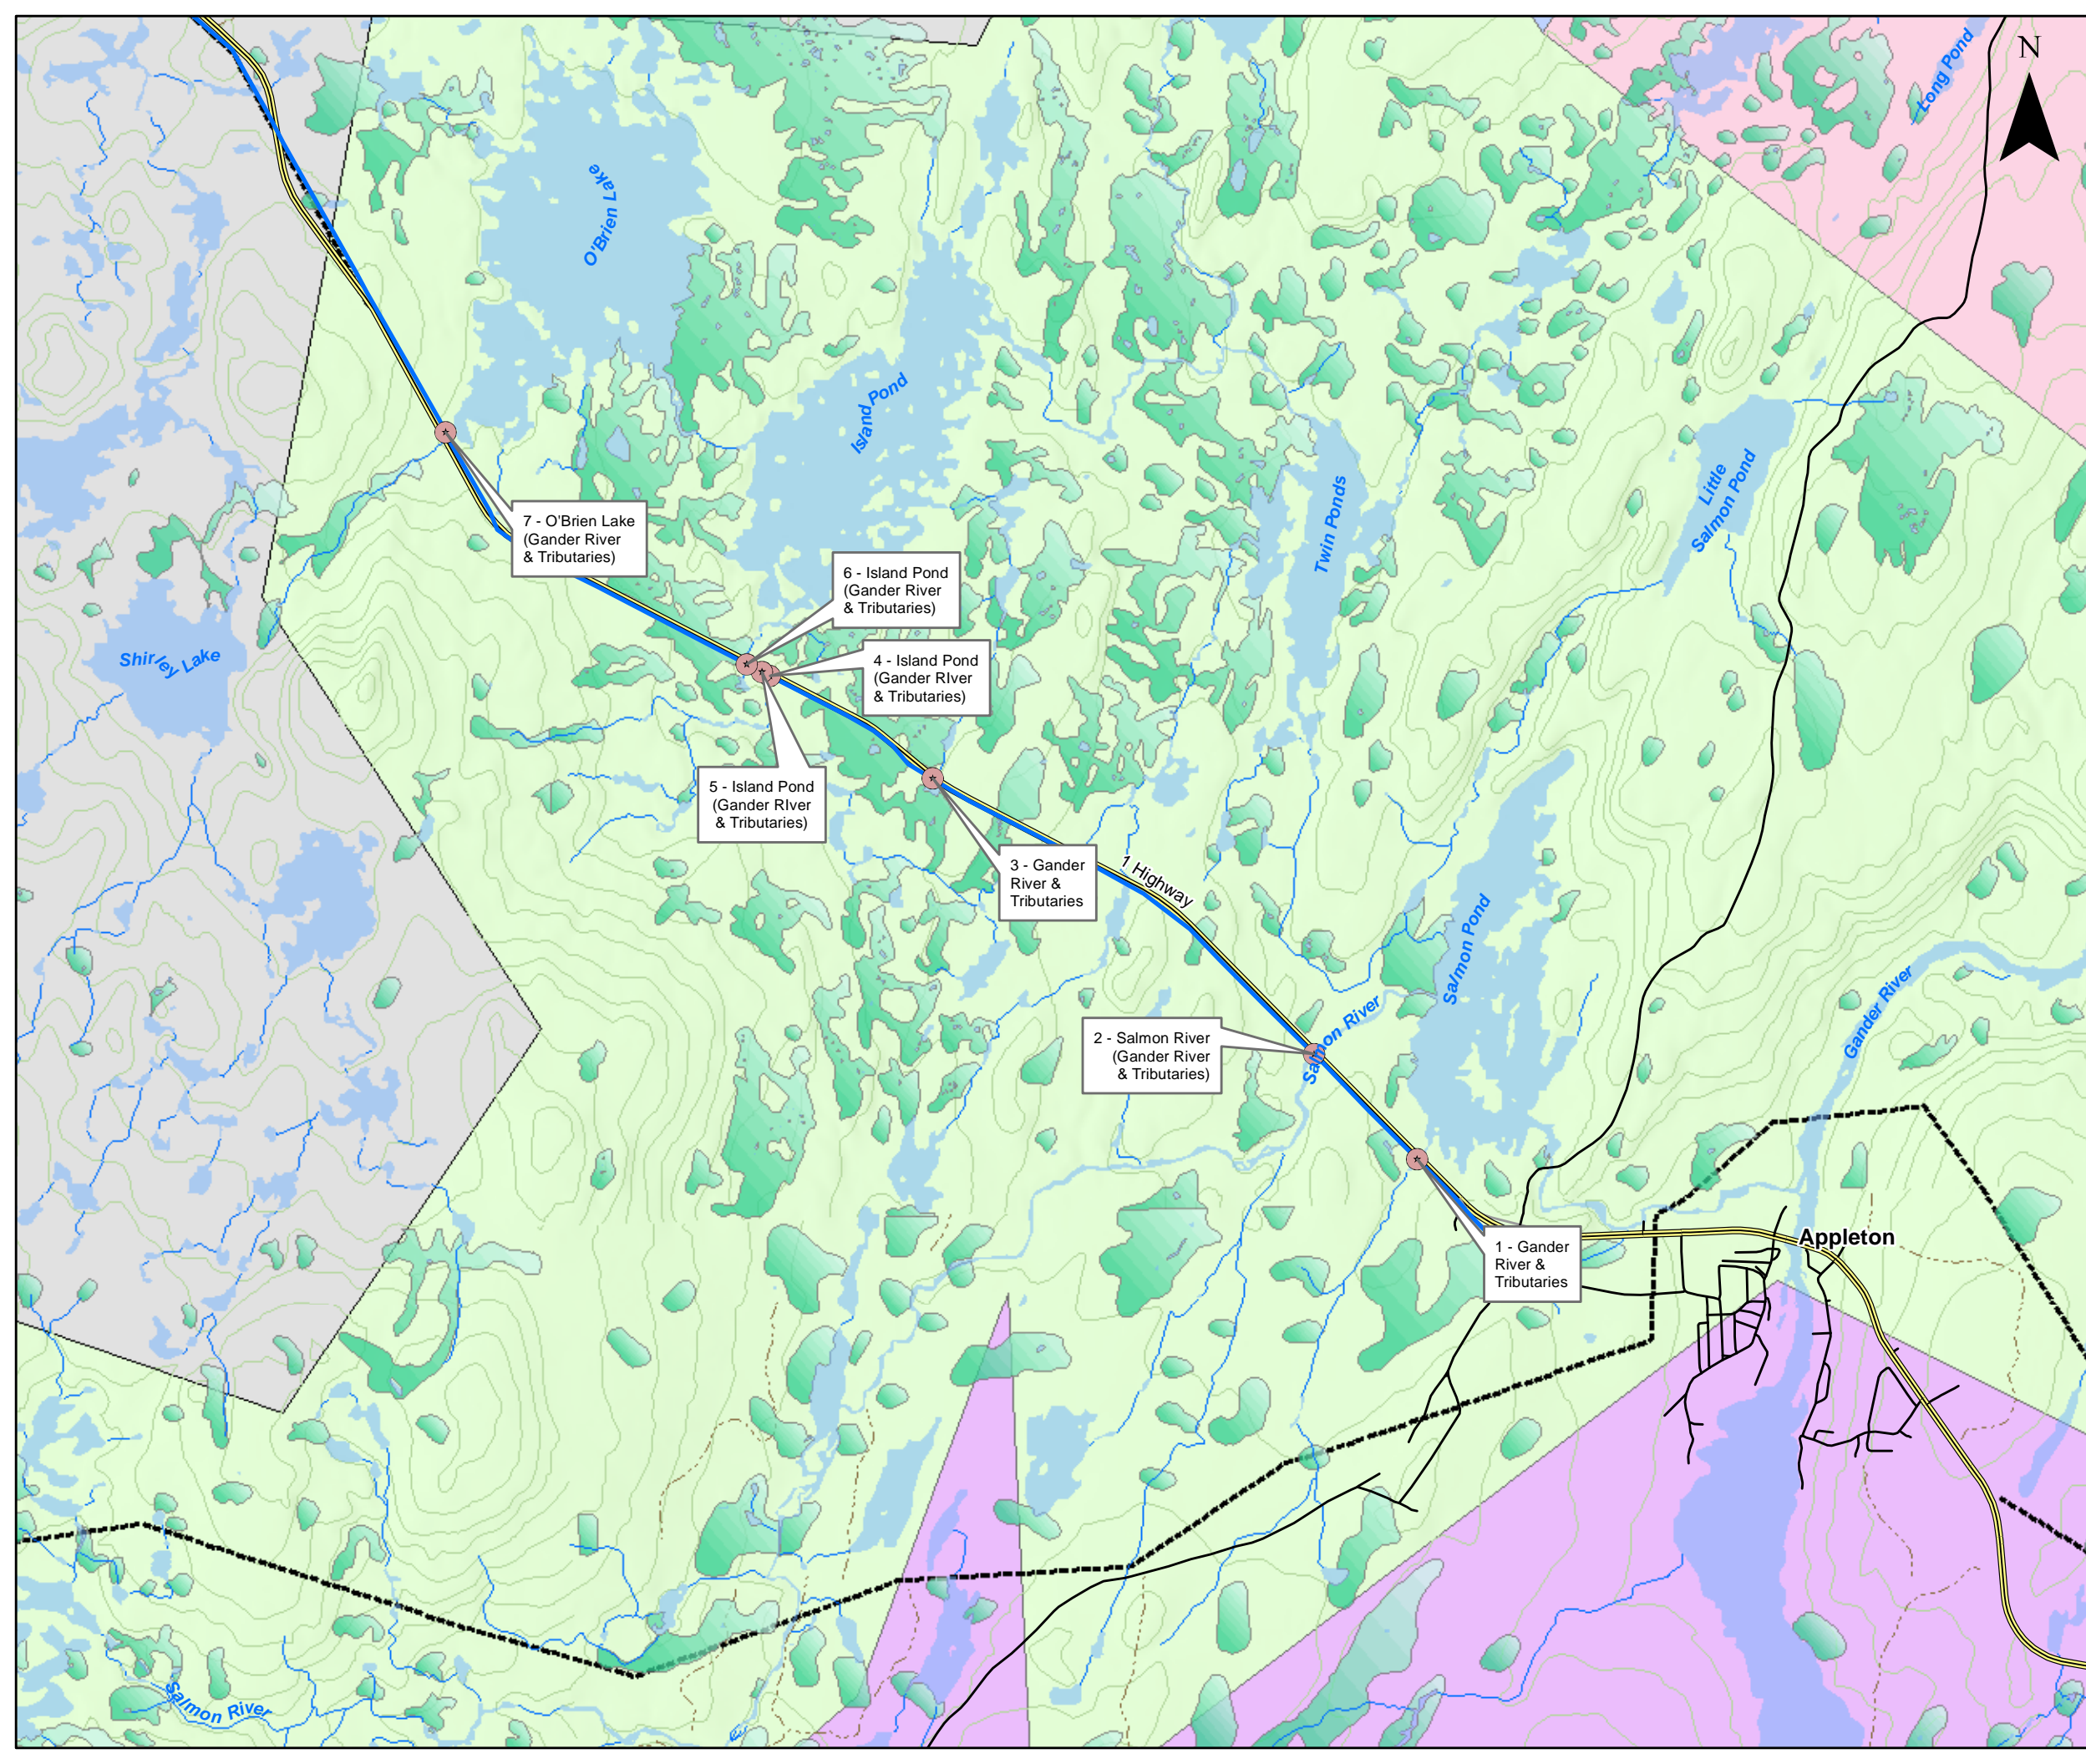 N
Long Pond
O'Brien Lake
Island Pond
Little
Salmon Pond
Twin Ponds
7 - O'Brien Lake
(Gander River
& Tributaries)
6 - Island Pond
(Gander River
& Tributaries)
4 - Island Pond
(Gander RIver
& Tributaries)
Shirley Lake
5 - Island Pond
(Gander RIver
& Tributaries)
3 - Gander
River &
Tributaries
1 Highway
Salmon Pond
Gander River
2 - Salmon River
(Gander River
& Tributaries)
Salmon River
Appleton
1 - Gander
River &
Tributaries
Salmon River